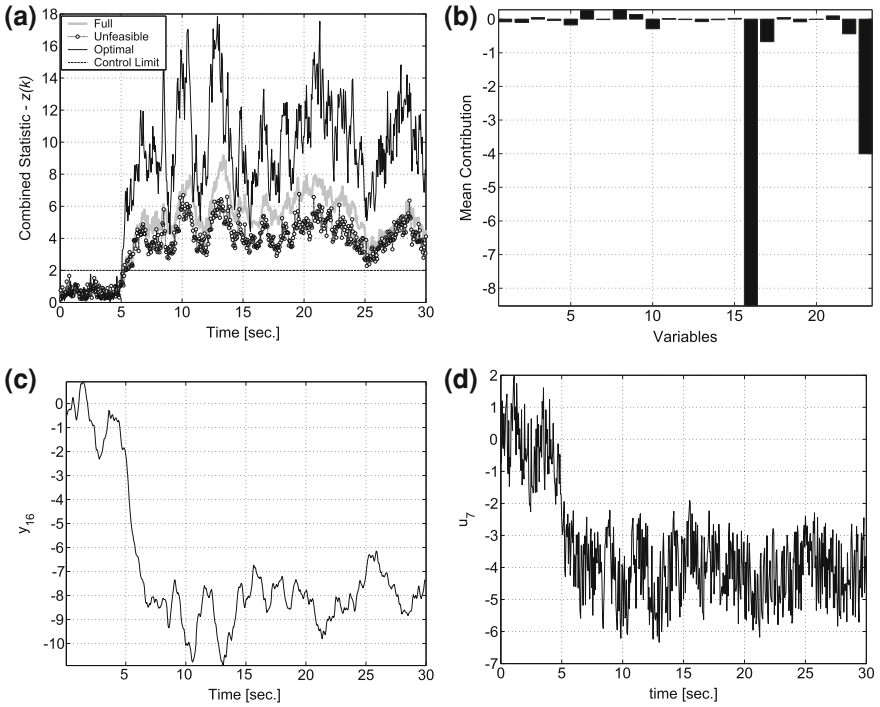 (a)
18
16
14
12
10
8
6
4
2
0
Combined Statistic - z(k)
Full
Unfeasible
Optimal
Control Limit
0 5 10 15 20 25 30
Time [sec.]
(b)
0
-1
-2
-3
-4
-5
-6
-7
-8
Mean Contribution
5 10 15 20
Variables
(c)
0
-1
-2
-3
-4
-5
-6
-7
-8
-9
-10
y16
5 10 15 20 25 30
Time [sec.]
(d)
2
1
0
-1
-2
-3
-4
-5
-6
-7
u7
0 5 10 15 20 25 30
time [sec.]